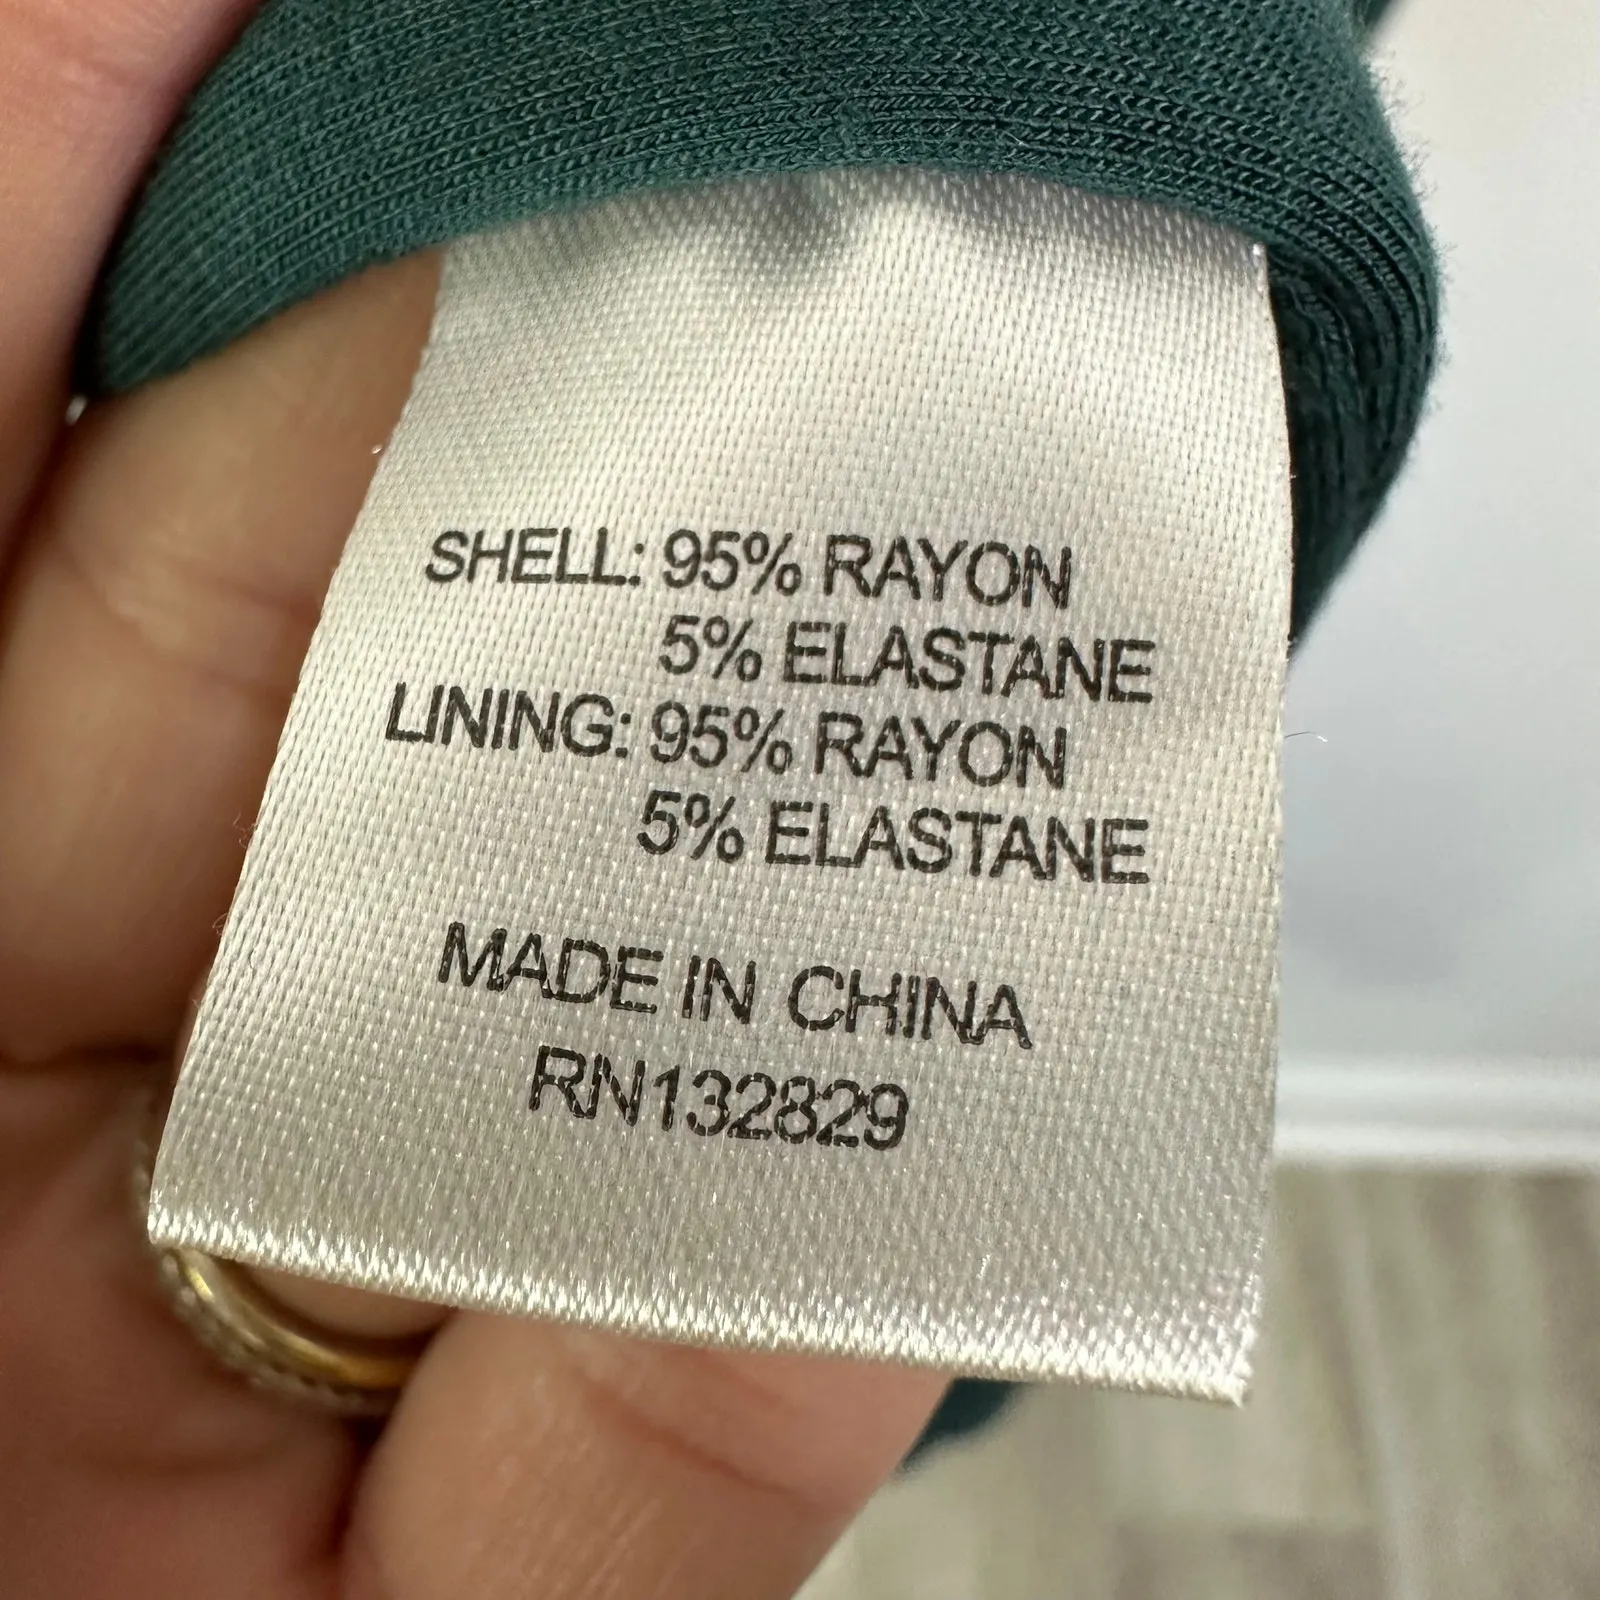 SHELL: 95% RAYON
5% ELASTANE
LINING: 95% RAYON
5% ELASTANE
MADE IN CHINA
RN132829